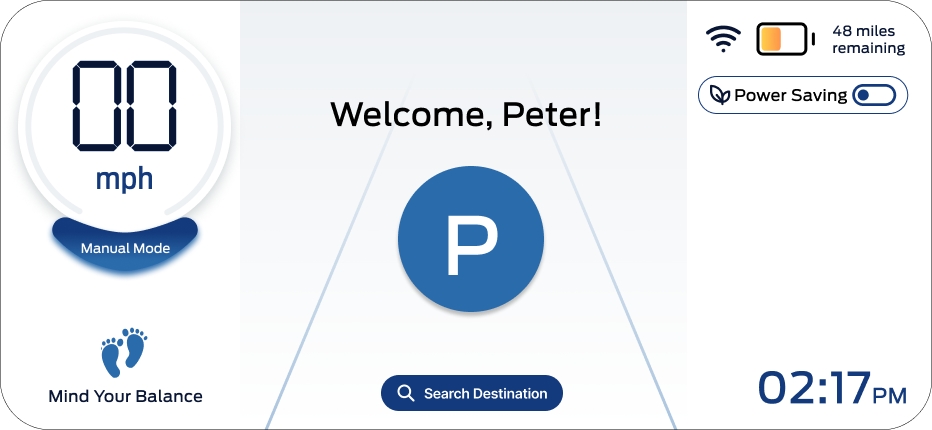 00
mph
Manual Mode
Mind Your Balance
Welcome, Peter!
P
Search Destination
48 miles
remaining
Power Saving
02:17PM